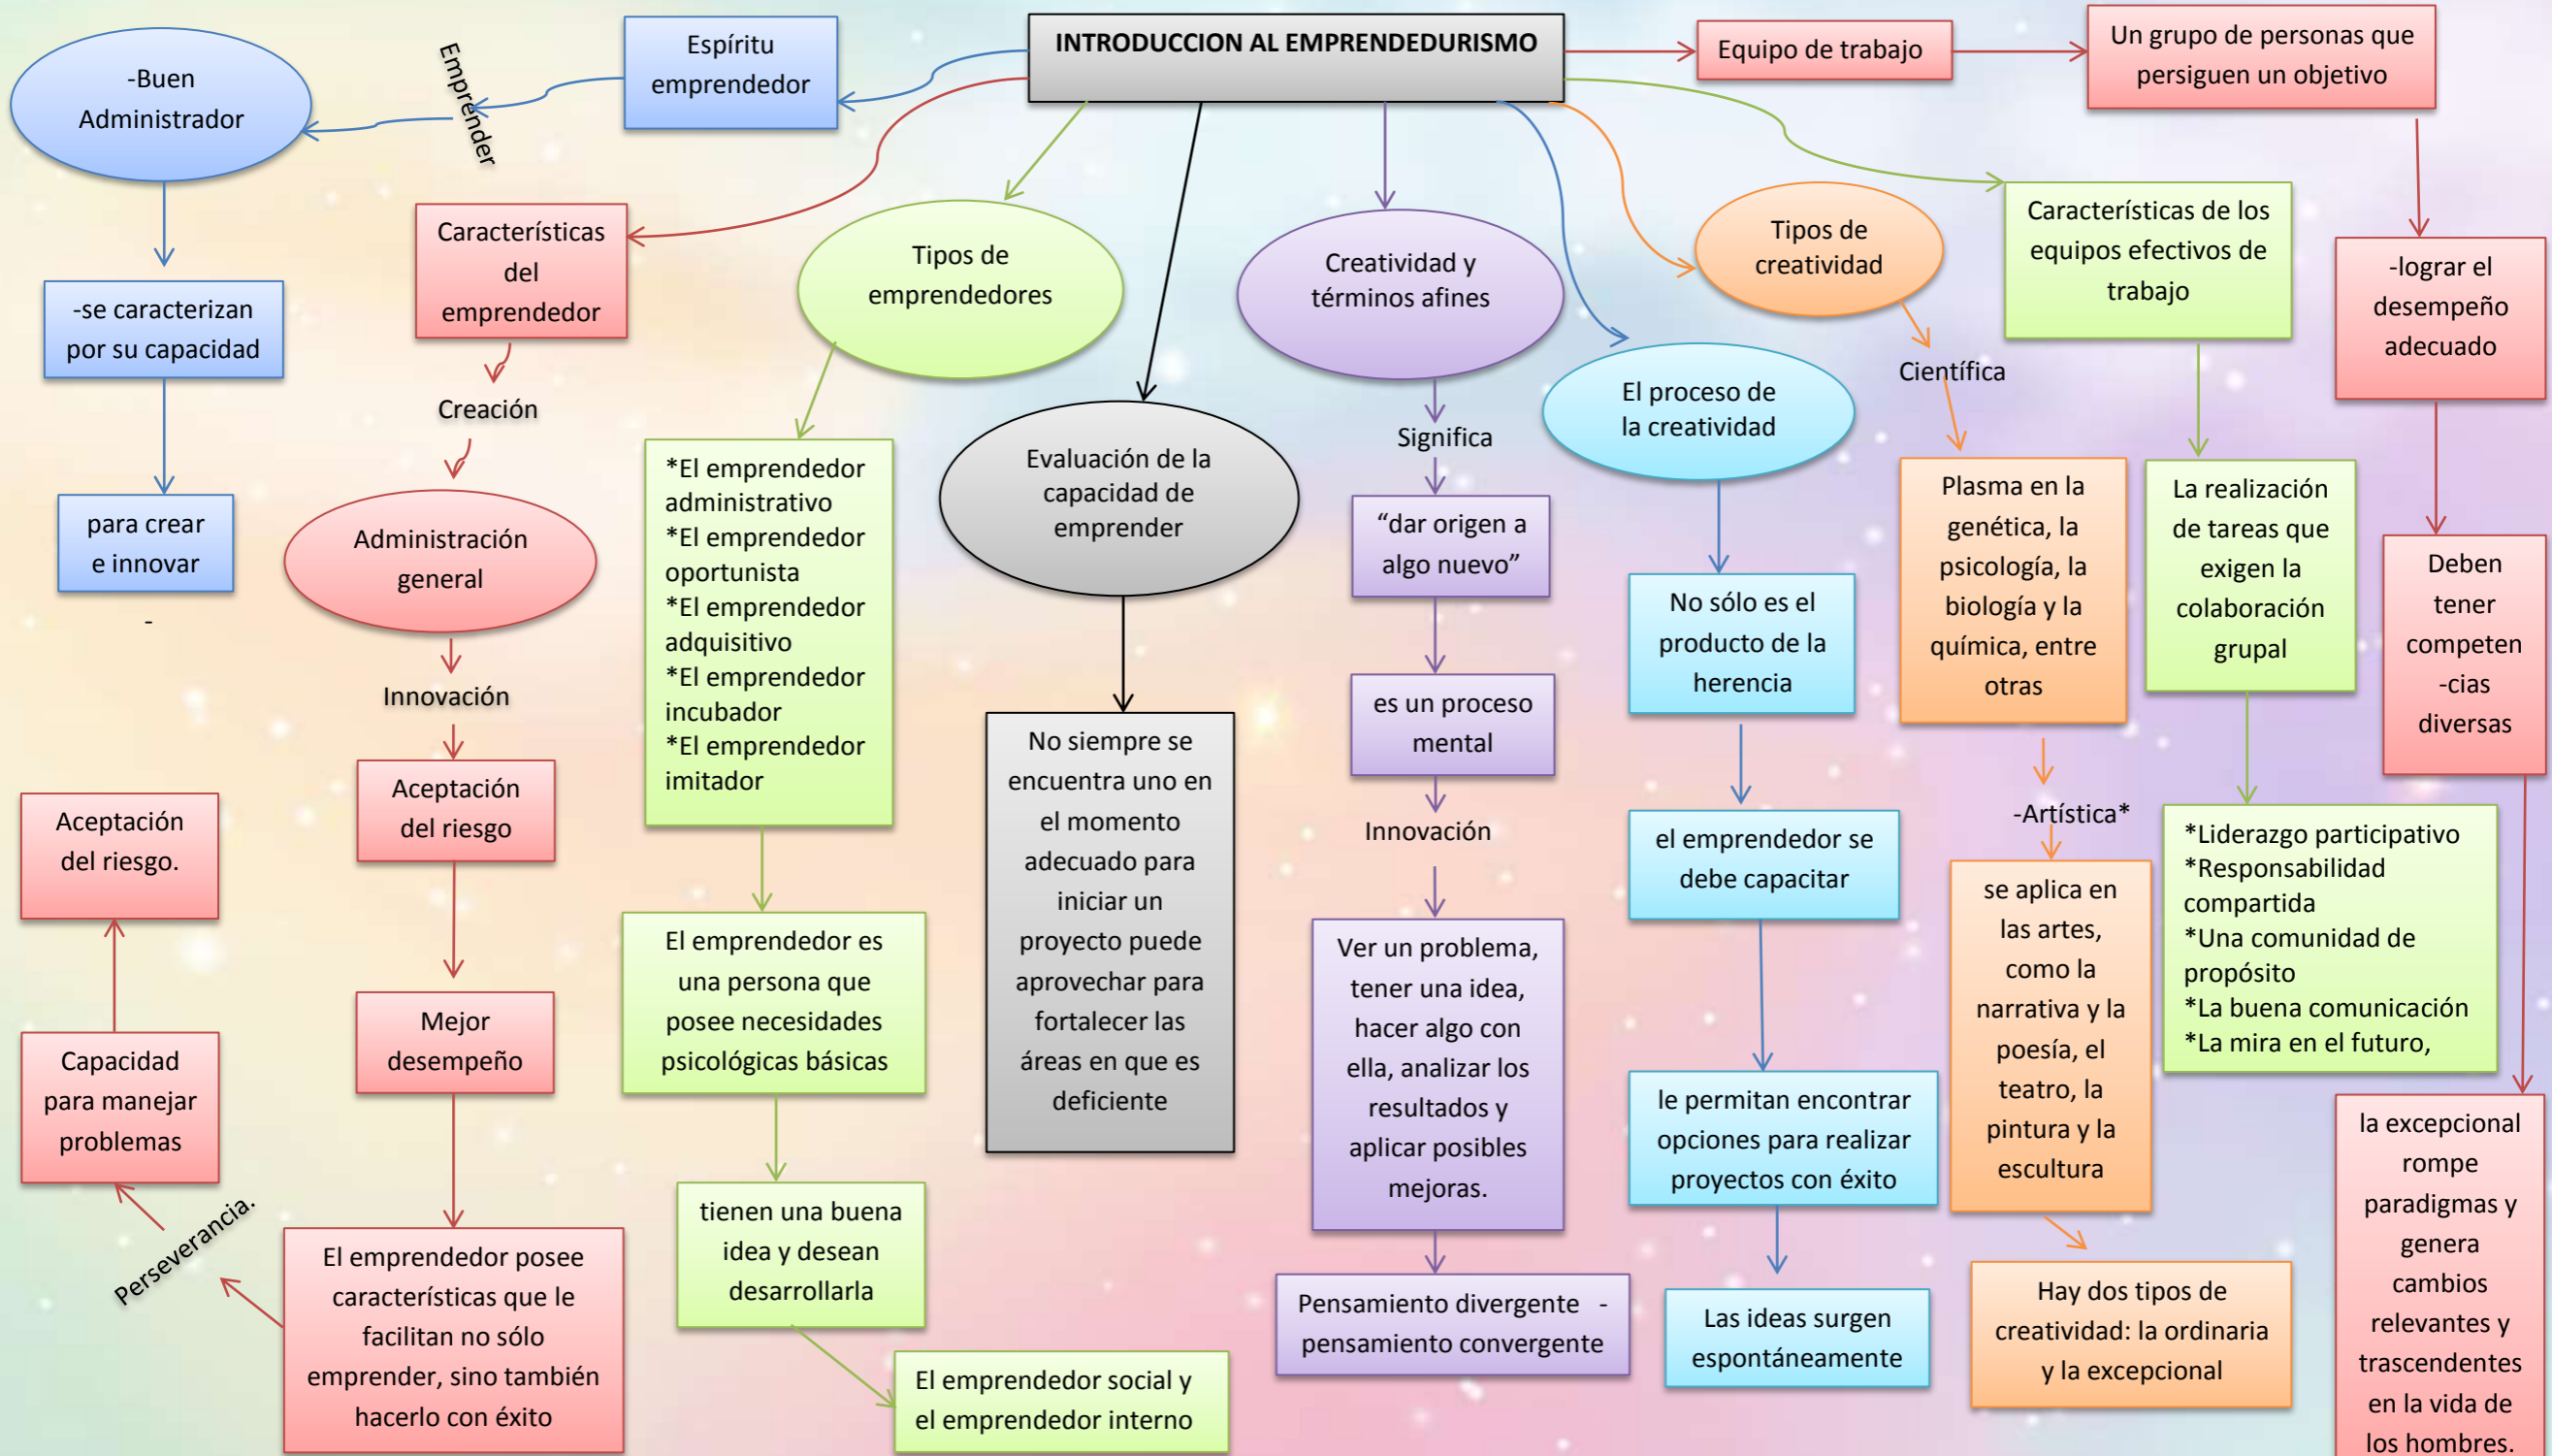 INTRODUCCION AL EMPRENDEDURISMO
Espíritu
emprendedor
Emprender
-Buen
Administrador
-se caracterizan
por su capacidad
para crear
e innovar
-
Características
del
emprendedor
Creación
Administración
general
Innovación
Aceptación
del riesgo
Mejor
desempeño
El emprendedor posee
características que le
facilitan no sólo
emprender, sino también
hacerlo con éxito
Perseverancia.
Capacidad
para manejar
problemas
Aceptación
del riesgo.
Tipos de
emprendedores
*El emprendedor
administrativo
*El emprendedor
oportunista
*El emprendedor
adquisitivo
*El emprendedor
incubador
*El emprendedor
imitador
El emprendedor es
una persona que
posee necesidades
psicológicas básicas
tienen una buena
idea y desean
desarrollarla
El emprendedor social y
el emprendedor interno
Evaluación de la
capacidad de
emprender
No siempre se
encuentra uno en
el momento
adecuado para
iniciar un
proyecto puede
aprovechar para
fortalecer las
áreas en que es
deficiente
Creatividad y
términos afines
Significa
“dar origen a
algo nuevo”
es un proceso
mental
Innovación
Ver un problema,
tener una idea,
hacer algo con
ella, analizar los
resultados y
aplicar posibles
mejoras.
Pensamiento divergente -
pensamiento convergente
El proceso de
la creatividad
No sólo es el
producto de la
herencia
el emprendedor se
debe capacitar
le permitan encontrar
opciones para realizar
proyectos con éxito
Las ideas surgen
espontáneamente
Tipos de
creatividad
Científica
Plasma en la
genética, la
psicología, la
biología y la
química, entre
otras
-Artística*
se aplica en
las artes,
como la
narrativa y la
poesía, el
teatro, la
pintura y la
escultura
Hay dos tipos de
creatividad: la ordinaria
y la excepcional
Características de los
equipos efectivos de
trabajo
La realización
de tareas que
exigen la
colaboración
grupal
*Liderazgo participativo
*Responsabilidad
compartida
*Una comunidad de
propósito
*La buena comunicación
*La mira en el futuro,
Equipo de trabajo
Un grupo de personas que
persiguen un objetivo
-lograr el
desempeño
adecuado
Deben
tener
competen
-cias
diversas
la excepcional
rompe
paradigmas y
genera
cambios
relevantes y
trascendentes
en la vida de
los hombres.